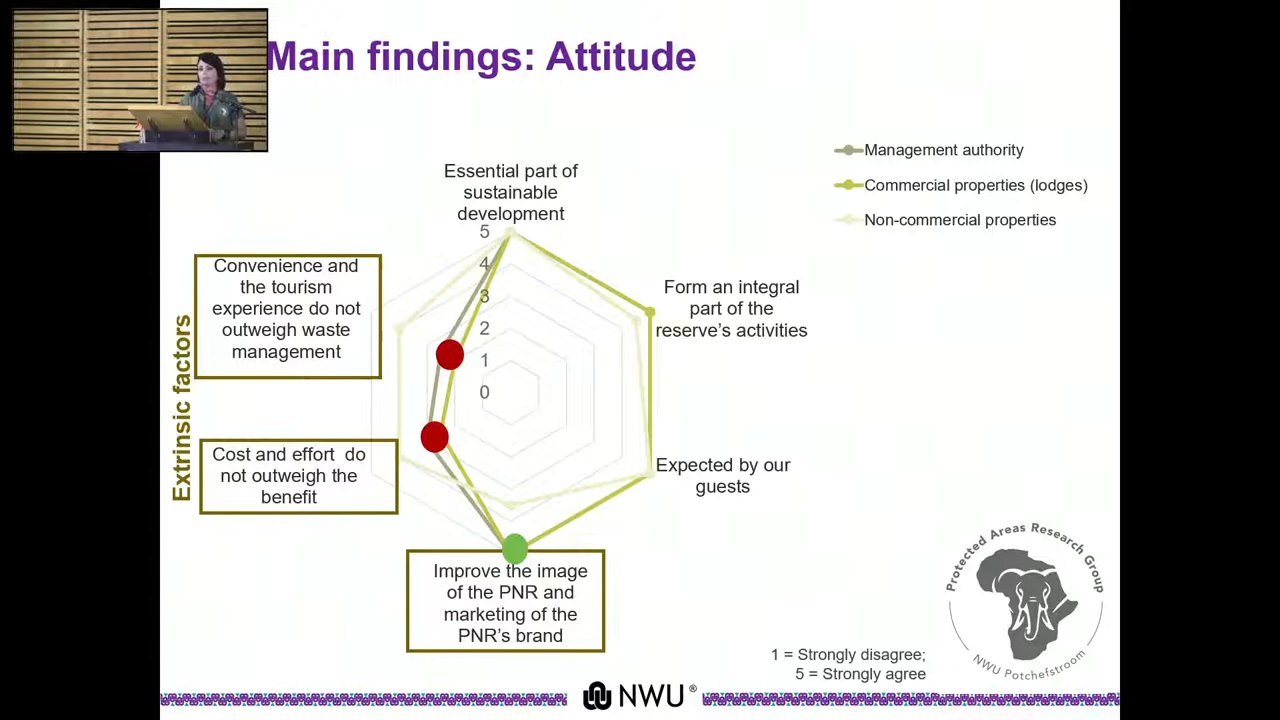 Main findings: Attitude
Management authority
Commercial properties (lodges)
Non-commercial properties
Essential part of
sustainable
development
5
4
3
2
1
0
Form an integral
part of the
reserve's activities
Expected by our
guests
Improve the image
of the PNR and
marketing of the
PNR's brand
Cost and effort do
not outweigh the
benefit
Convenience and
the tourism
experience do not
outweigh waste
management
Extrinsic factors
1 = Strongly disagree;
5 = Strongly agree
Protected Areas Research Group
NWU Potchefstroom
NWU®